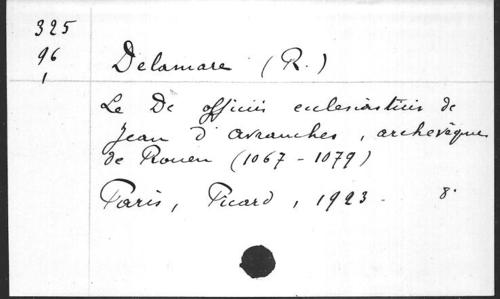 325
96
1
Delamare (R.)
Le De officiis ecclesiasticis de
Jean d'Avranches, archevêque
de Rouen (1067-1079)
Paris, Picard, 1923. 8°